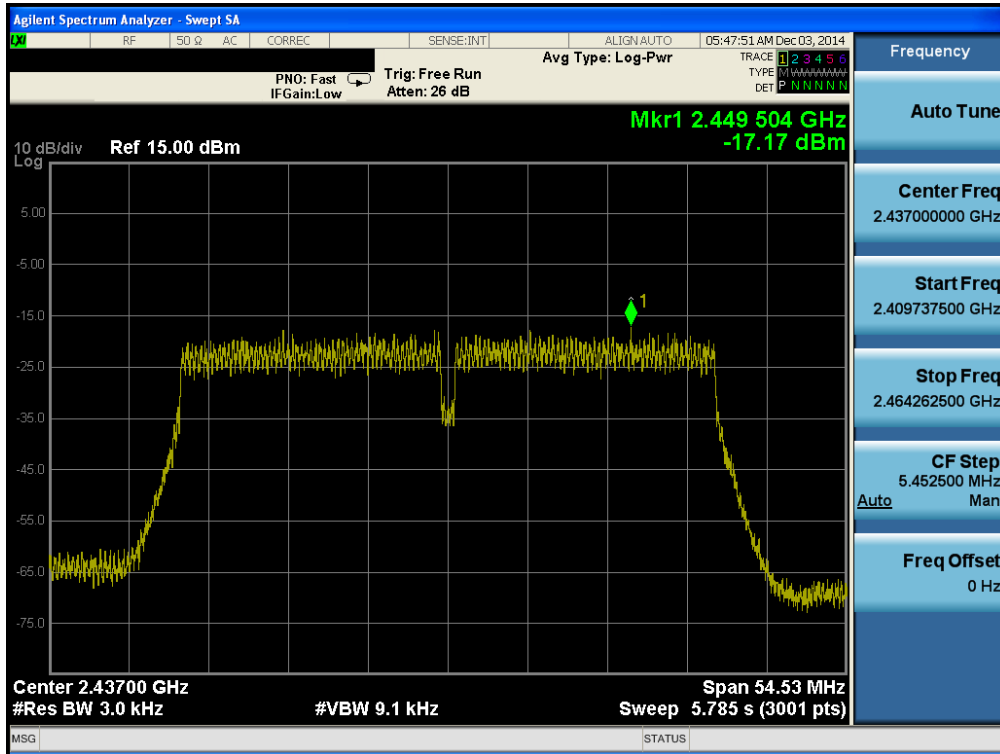 Agilent Spectrum Analyzer - Swept SA
LXI RF 50 Ω AC CORREC SENSE:INT ALIGN AUTO 05:47:51 AM Dec 03, 2014
Frequency
PNO: Fast Trig: Free Run Avg Type: Log-Pwr TRACE 1 2 3 4 5 6
IFGain:Low Atten: 26 dB TYPE M
DET P N N N N N
Auto Tune
Mkr1 2.449 504 GHz
10 dB/div Ref 15.00 dBm -17.17 dBm
Log
Center Freq
2.437000000 GHz
5.00
-5.00
Start Freq
2.409737500 GHz
1
-15.0
-25.0
Stop Freq
2.464262500 GHz
-35.0
CF Step
5.452500 MHz
Auto Man
-45.0
-55.0
Freq Offset
0 Hz
-65.0
-75.0
Center 2.43700 GHz Span 54.53 MHz
#Res BW 3.0 kHz #VBW 9.1 kHz Sweep 5.785 s (3001 pts)
MSG STATUS